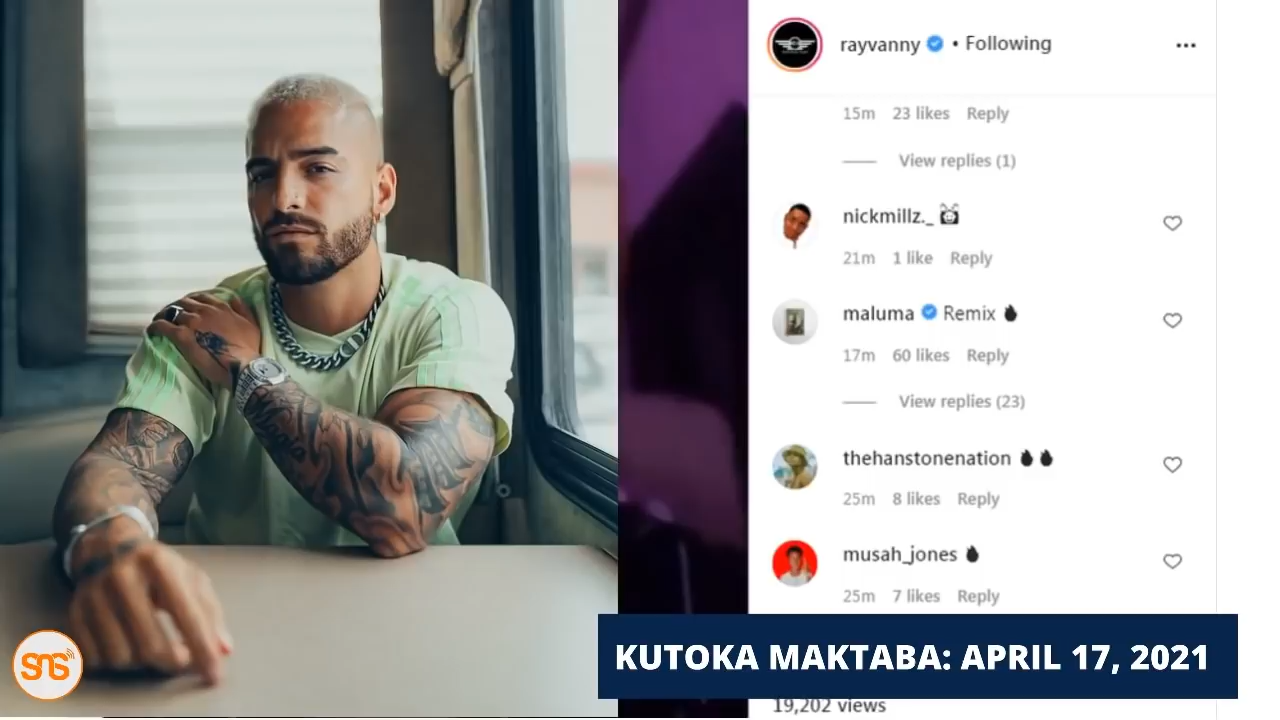 rayvanny • Following
15m 23 likes Reply
View replies (1)
nickmillz._
21m 1 like Reply
maluma Remix
17m 60 likes Reply
View replies (23)
thehanstonenation
25m 8 likes Reply
musah_jones
25m 7 likes Reply
KUTOKA MAKTABA: APRIL 17, 2021
19,202 views
SNS